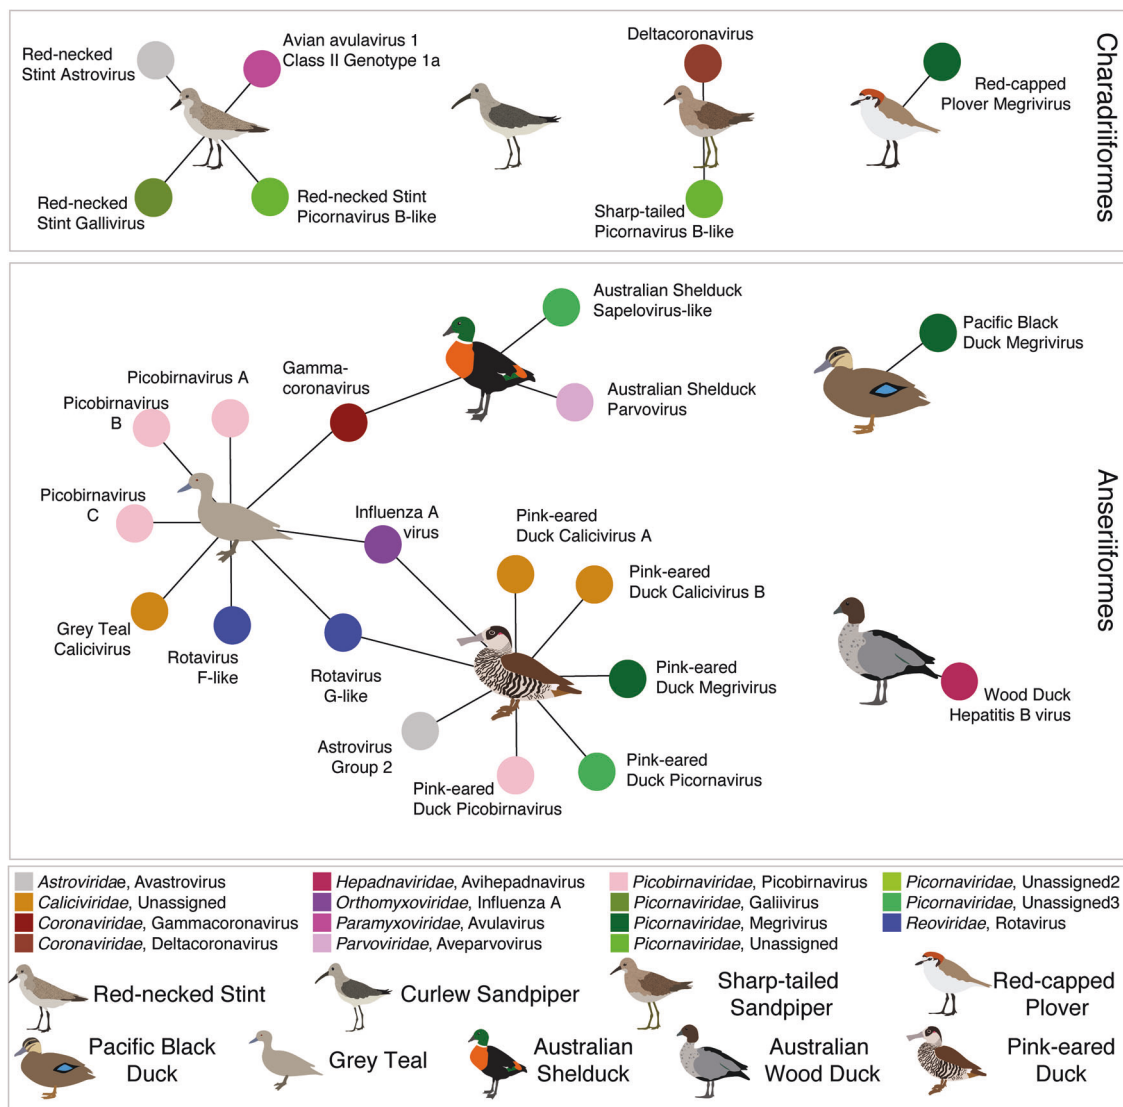 Red-necked
Stint Astrovirus
Avian avulavirus 1
Class II Genotype 1a
Deltacoronavirus
Red-capped
Plover Megrivirus
Red-necked
Stint Gallivirus
Red-necked Stint
Picornavirus B-like
Sharp-tailed
Picornavirus B-like
Charadriiformes
Australian Shelduck
Sapelovirus-like
Pacific Black
Duck Megrivirus
Gamma-
coronavirus
Picobirnavirus A
Picobirnavirus
B
Australian Shelduck
Parvovirus
Picobirnavirus
C
Influenza A
virus
Pink-eared
Duck Calicivirus A
Pink-eared
Duck Calicivirus B
Grey Teal
Calicivirus
Rotavirus
F-like
Rotavirus
G-like
Pink-eared
Duck Megrivirus
Wood Duck
Hepatitis B virus
Astrovirus
Group 2
Pink-eared
Duck Picobirnavirus
Pink-eared
Duck Picornavirus
Anseriiformes
Astroviridae, Avastrovirus
Caliciviridae, Unassigned
Coronaviridae, Gammacoronavirus
Coronaviridae, Deltacoronavirus
Hepadnaviridae, Avihepadnavirus
Orthomyxoviridae, Influenza A
Paramyxoviridae, Avulavirus
Parvoviridae, Aveparvovirus
Picobirnaviridae, Picobirnavirus
Picornaviridae, Galiivirus
Picornaviridae, Megrivirus
Picornaviridae, Unassigned
Picornaviridae, Unassigned2
Picornaviridae, Unassigned3
Reoviridae, Rotavirus
Red-necked Stint
Curlew Sandpiper
Sharp-tailed
Sandpiper
Red-capped
Plover
Pacific Black
Duck
Grey Teal
Australian
Shelduck
Australian
Wood Duck
Pink-eared
Duck